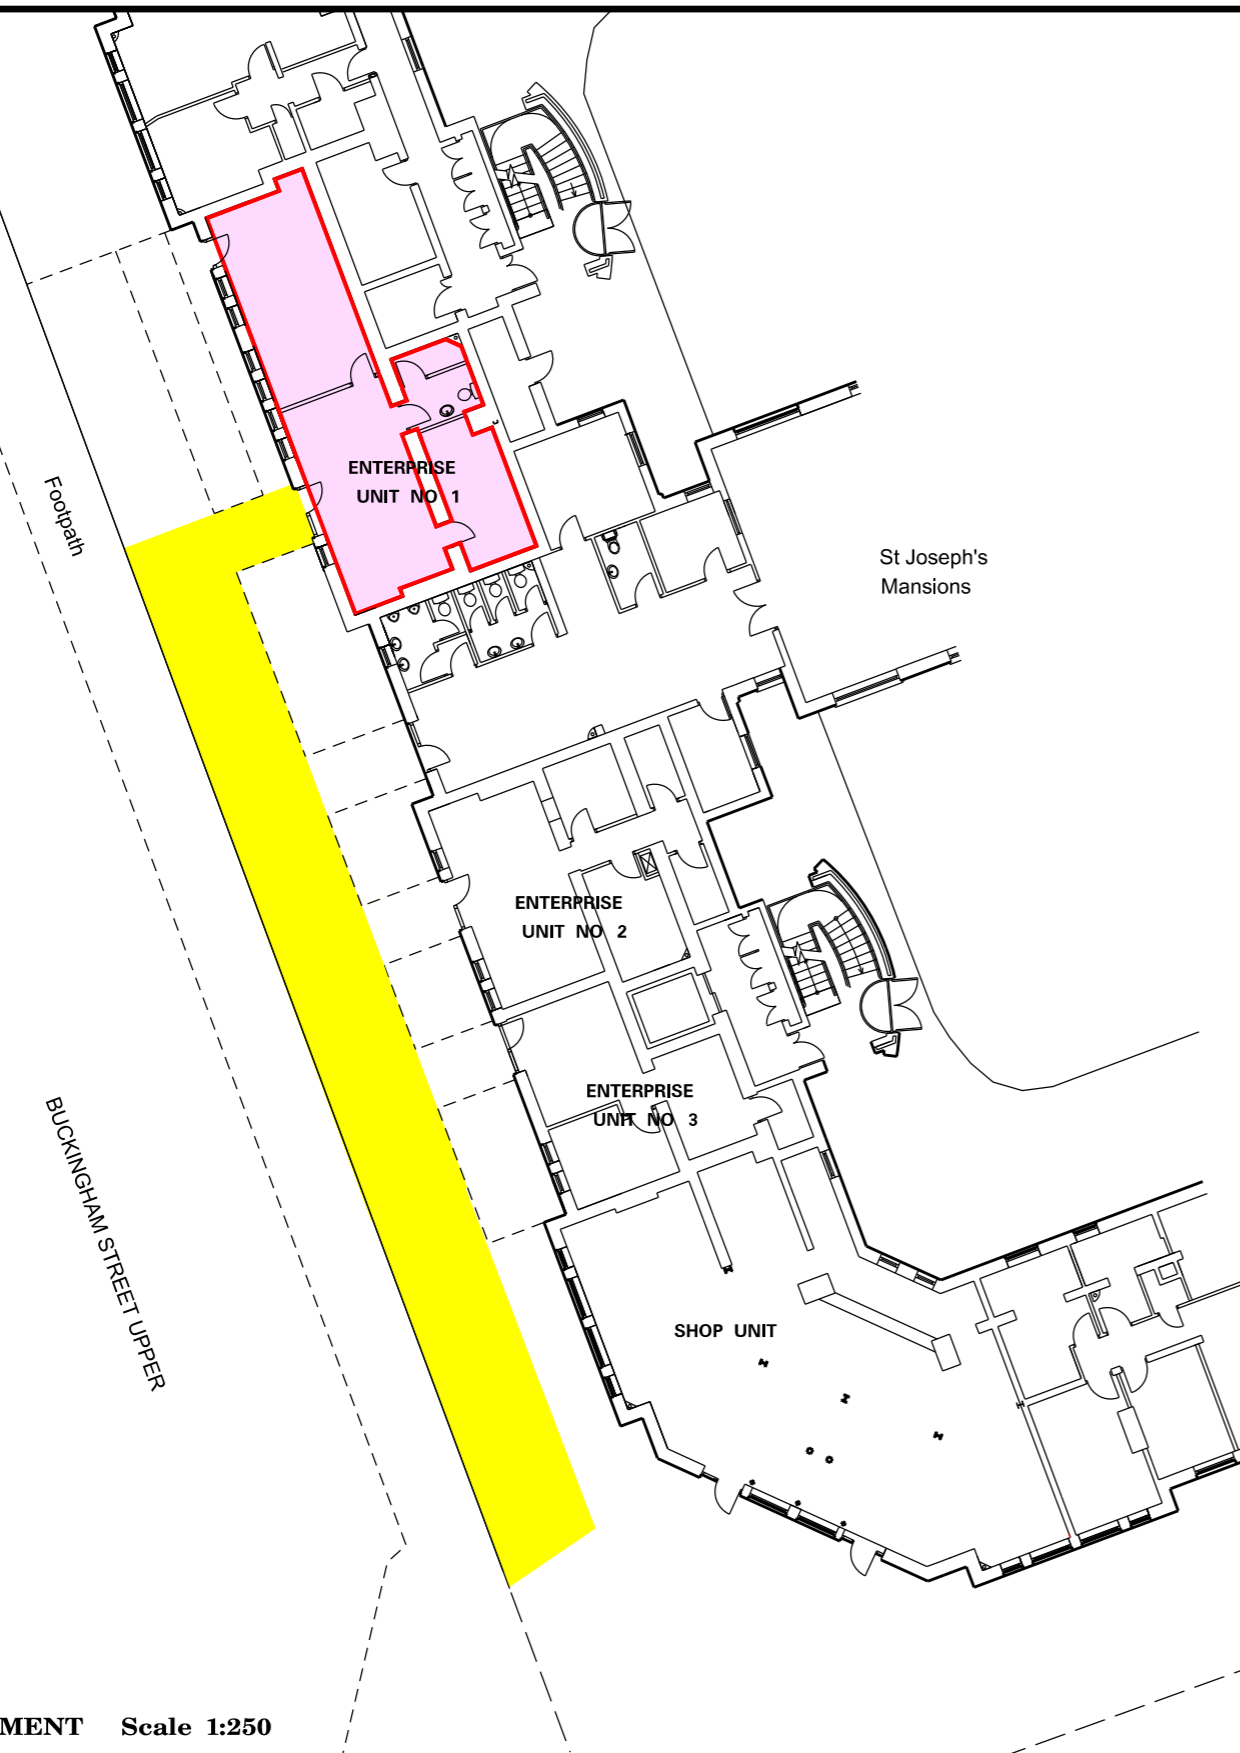 ENTERPRISE
UNIT NO 1
Footpath
St Joseph's
Mansions
ENTERPRISE
UNIT NO 2
ENTERPRISE
UNIT NO 3
BUCKINGHAM STREET UPPER
SHOP UNIT
MENT Scale 1:250